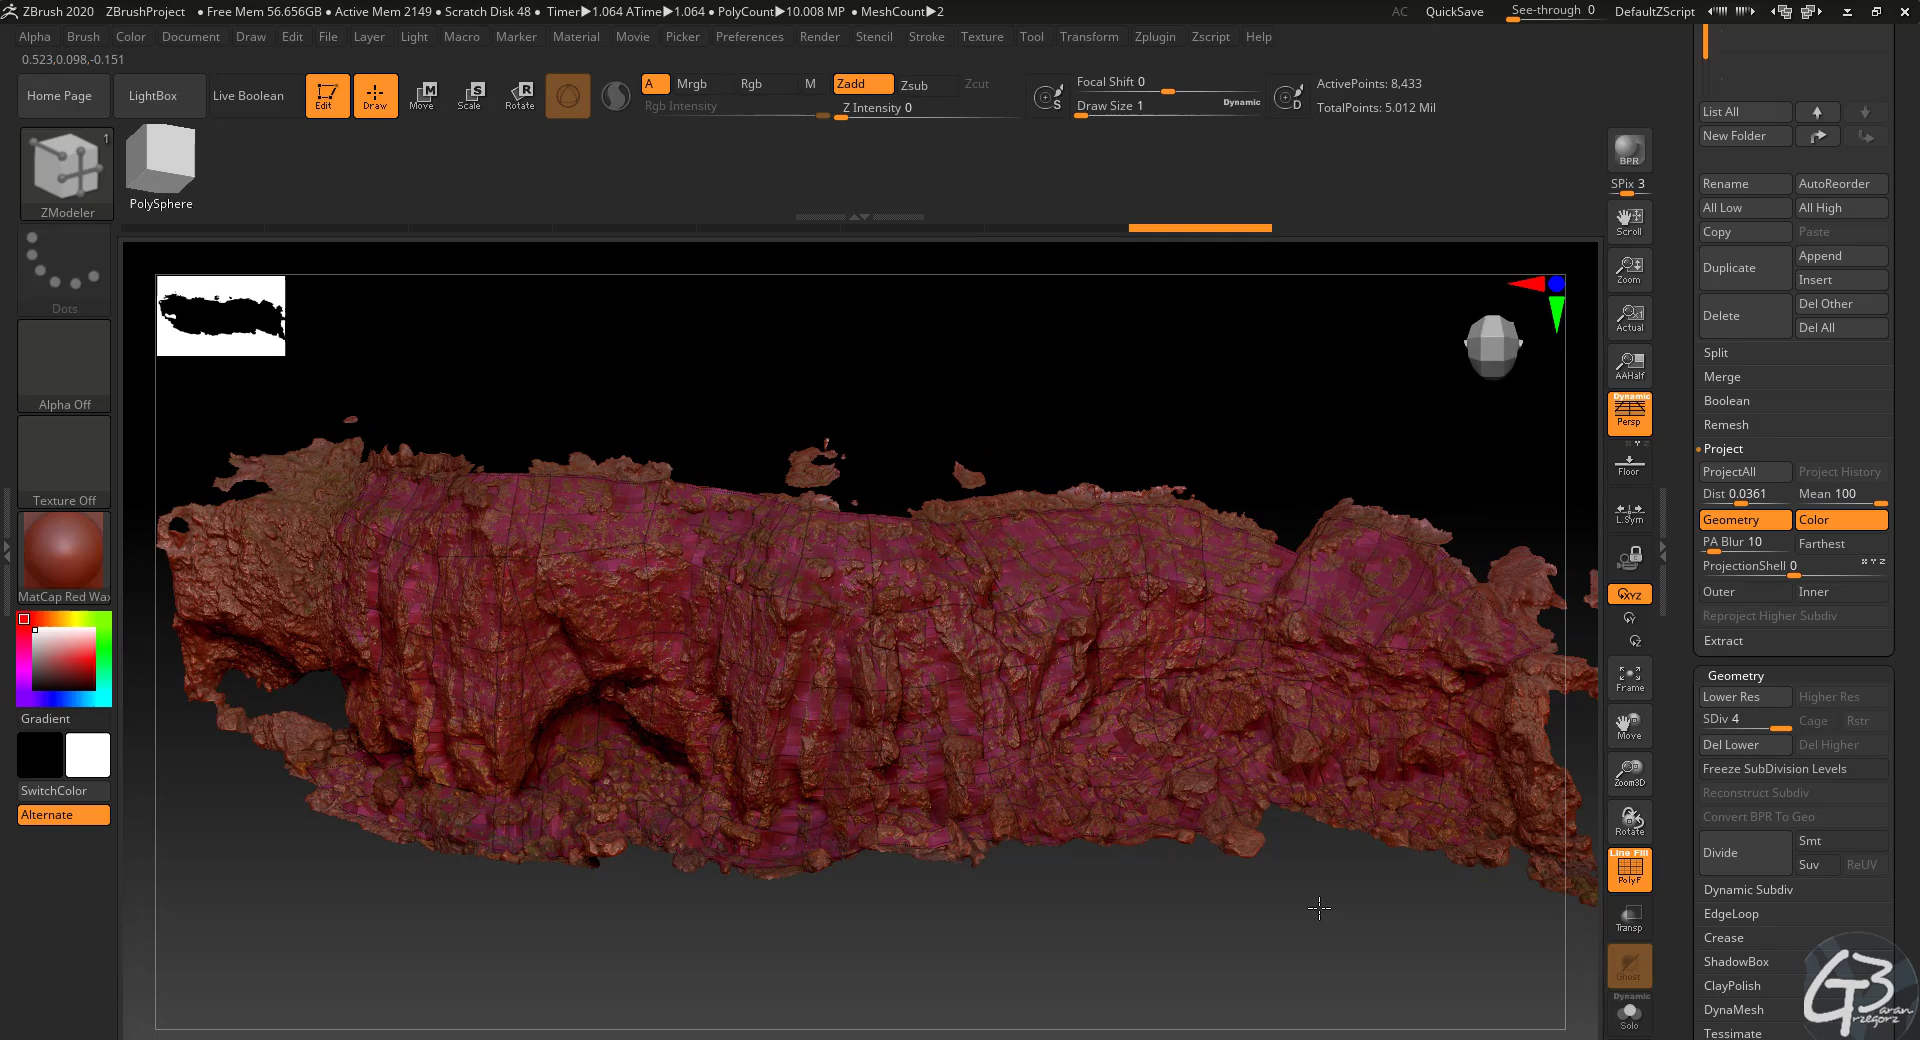 ZBrush 2020 ZBrushProject • Free Mem 56.656GB • Active Mem 2149 • Scratch Disk 48 • Timer▶1.064 ATime▶1.064 • PolyCount▶10.008 MP • MeshCount▶2 AC QuickSave See-through 0 DefaultZScript
Alpha Brush Color Document Draw Edit File Layer Light Macro Marker Material Movie Picker Preferences Render Stencil Stroke Texture Tool Transform Zplugin Zscript Help
0.523,0.098,-0.151
Home Page LightBox Live Boolean Edit Draw Move Scale Rotate
A Mrgb Rgb M Zadd Zsub Zcut
Rgb Intensity Z Intensity 0
Focal Shift 0
Draw Size 1 Dynamic
S D
ActivePoints: 8,433
TotalPoints: 5.012 Mil
1
ZModeler
PolySphere
Dots
Alpha Off
Texture Off
MatCap Red Wax
Gradient
SwitchColor
Alternate
BPR
SPix 3
Scroll
Zoom
Actual
AAHalf
Dynamic
Persp
Floor
L.Sym
XYZ
Y
Z
Frame
Move
Zoom3D
Rotate
Line Fill
PolyF
Transp
Ghost
Dynamic
Solo
List All
New Folder
Rename AutoReorder
All Low All High
Copy Paste
Duplicate Append
Insert
Delete Del Other
Del All
Split
Merge
Boolean
Remesh
Project
ProjectAll Project History
Dist 0.0361 Mean 100
Geometry Color
PA Blur 10 Farthest
ProjectionShell 0 X Y Z
Outer Inner
Reproject Higher Subdiv
Extract
Geometry
Lower Res Higher Res
SDiv 4 Cage Rstr
Del Lower Del Higher
Freeze SubDivision Levels
Reconstruct Subdiv
Convert BPR To Geo
Divide Smt
Suv ReUV
Dynamic Subdiv
EdgeLoop
Crease
ShadowBox
ClayPolish
DynaMesh
Tessimate